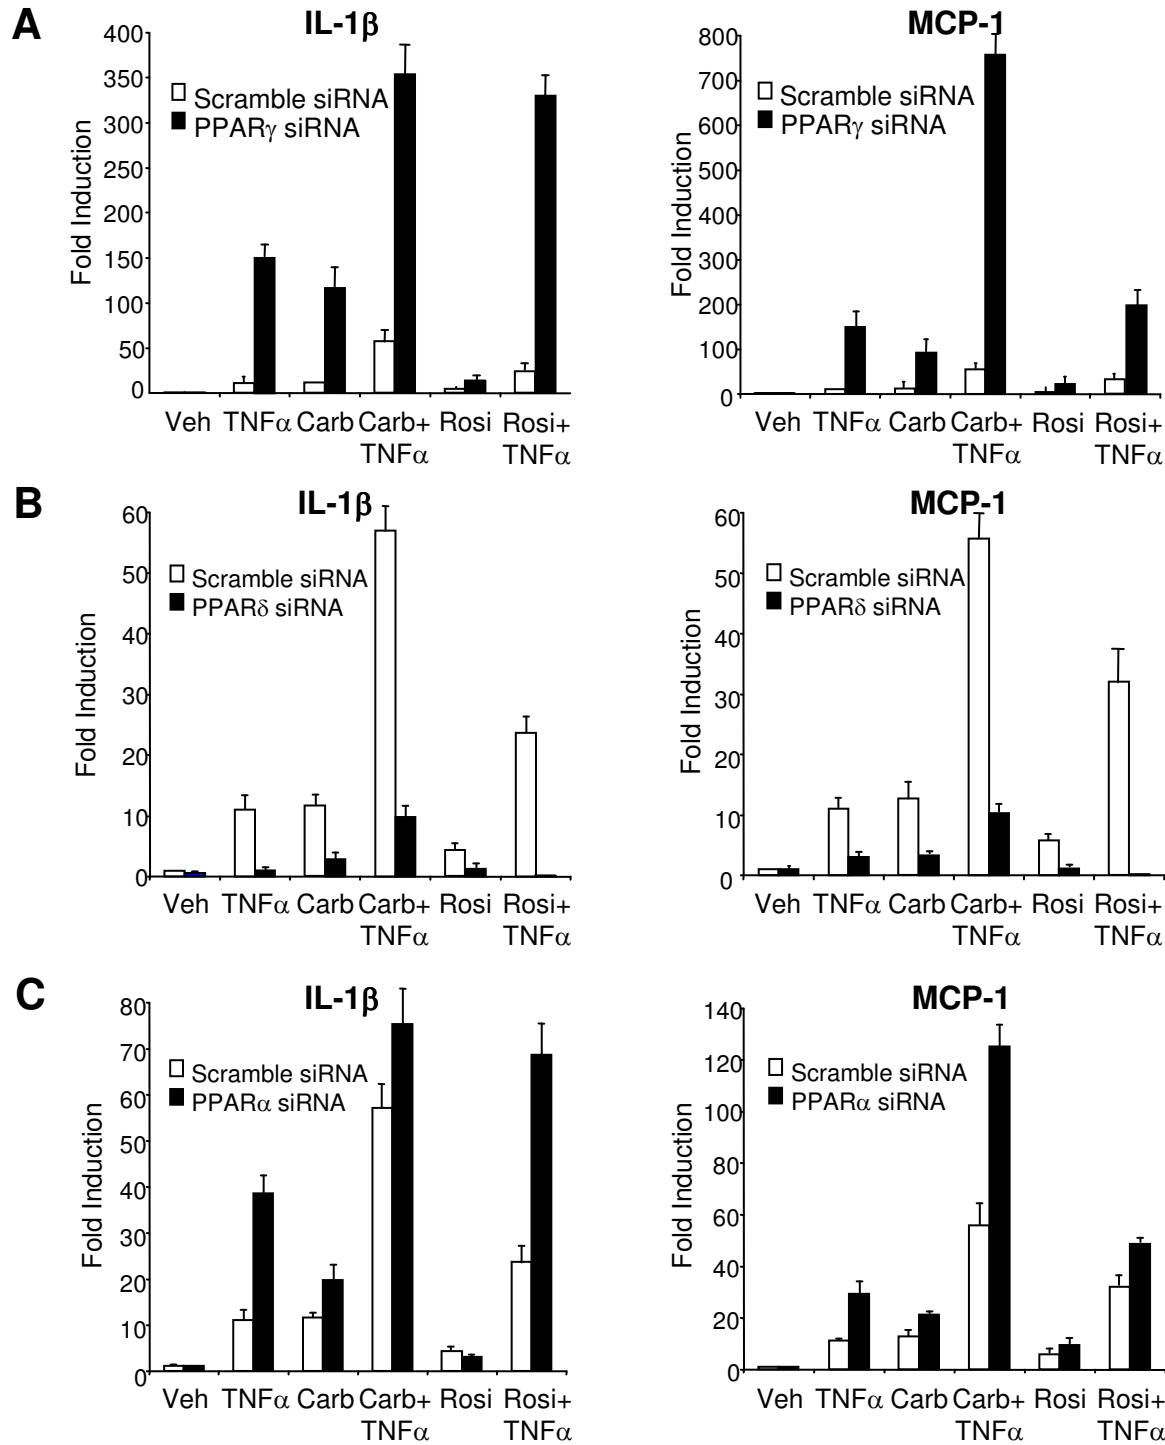 A
IL-1β
400
350
300
250
200
150
100
50
0
Fold Induction
Scramble siRNA
PPARγ siRNA
Veh TNFα Carb Carb+ Rosi Rosi+
TNFα TNFα
MCP-1
800
700
600
500
400
300
200
100
0
Fold Induction
Scramble siRNA
PPARγ siRNA
Veh TNFα Carb Carb+ Rosi Rosi+
TNFα TNFα
B
IL-1β
60
50
40
30
20
10
0
Fold Induction
Scramble siRNA
PPARδ siRNA
Veh TNFα Carb Carb+ Rosi Rosi+
TNFα TNFα
MCP-1
60
50
40
30
20
10
0
Fold Induction
Scramble siRNA
PPARδ siRNA
Veh TNFα Carb Carb+ Rosi Rosi+
TNFα TNFα
C
IL-1β
80
70
60
50
40
30
20
10
0
Fold Induction
Scramble siRNA
PPARα siRNA
Veh TNFα Carb Carb+ Rosi Rosi+
TNFα TNFα
MCP-1
140
120
100
80
60
40
20
0
Fold Induction
Scramble siRNA
PPARα siRNA
Veh TNFα Carb Carb+ Rosi Rosi+
TNFα TNFα